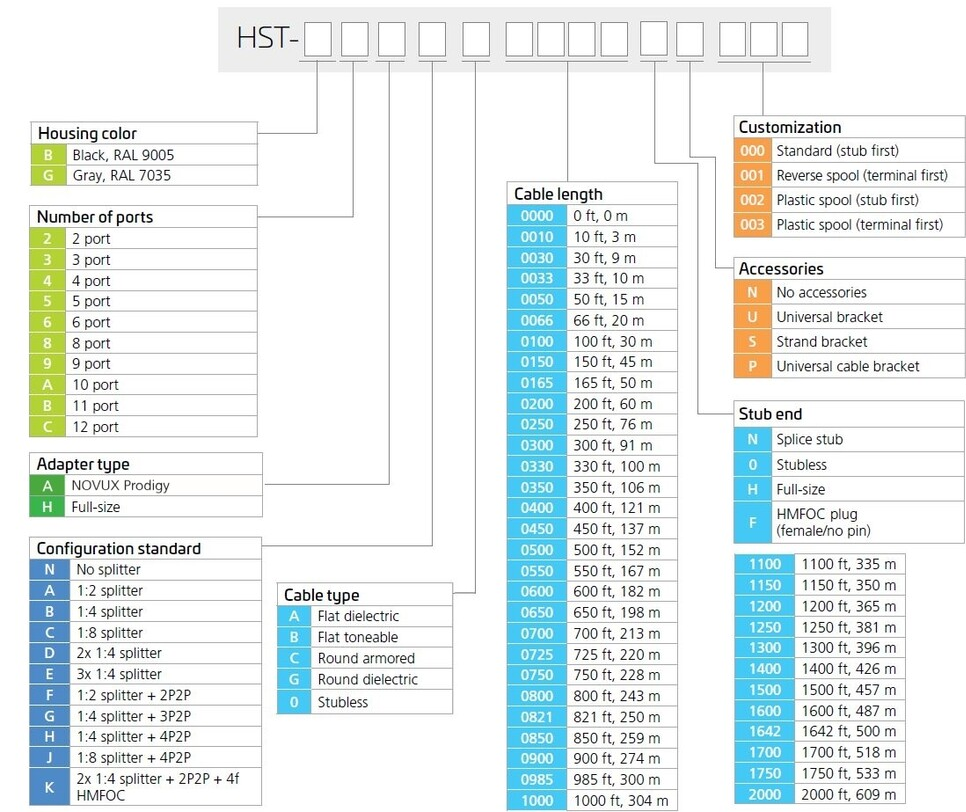 HST-
Housing color
B Black, RAL 9005
G Gray, RAL 7035
Number of ports
2 2 port
3 3 port
4 4 port
5 5 port
6 6 port
8 8 port
9 9 port
A 10 port
B 11 port
C 12 port
Adapter type
A NOVUX Prodigy
H Full-size
Configuration standard
N No splitter
A 1:2 splitter
B 1:4 splitter
C 1:8 splitter
D 2x 1:4 splitter
E 3x 1:4 splitter
F 1:2 splitter + 2P2P
G 1:4 splitter + 3P2P
H 1:4 splitter + 4P2P
J 1:8 splitter + 4P2P
K 2x 1:4 splitter + 2P2P + 4f
HMFOC
Cable type
A Flat dielectric
B Flat toneable
C Round armored
G Round dielectric
0 Stubless
Cable length
0000 0 ft, 0 m
0010 10 ft, 3 m
0030 30 ft, 9 m
0033 33 ft, 10 m
0050 50 ft, 15 m
0066 66 ft, 20 m
0100 100 ft, 30 m
0150 150 ft, 45 m
0165 165 ft, 50 m
0200 200 ft, 60 m
0250 250 ft, 76 m
0300 300 ft, 91 m
0330 330 ft, 100 m
0350 350 ft, 106 m
0400 400 ft, 121 m
0450 450 ft, 137 m
0500 500 ft, 152 m
0550 550 ft, 167 m
0600 600 ft, 182 m
0650 650 ft, 198 m
0700 700 ft, 213 m
0725 725 ft, 220 m
0750 750 ft, 228 m
0800 800 ft, 243 m
0821 821 ft, 250 m
0850 850 ft, 259 m
0900 900 ft, 274 m
0985 985 ft, 300 m
1000 1000 ft, 304 m
1100 1100 ft, 335 m
1150 1150 ft, 350 m
1200 1200 ft, 365 m
1250 1250 ft, 381 m
1300 1300 ft, 396 m
1400 1400 ft, 426 m
1500 1500 ft, 457 m
1600 1600 ft, 487 m
1642 1642 ft, 500 m
1700 1700 ft, 518 m
1750 1750 ft, 533 m
2000 2000 ft, 609 m
Stub end
N Splice stub
0 Stubless
H Full-size
F HMFOC plug
(female/no pin)
Accessories
N No accessories
U Universal bracket
S Strand bracket
P Universal cable bracket
Customization
000 Standard (stub first)
001 Reverse spool (terminal first)
002 Plastic spool (stub first)
003 Plastic spool (terminal first)